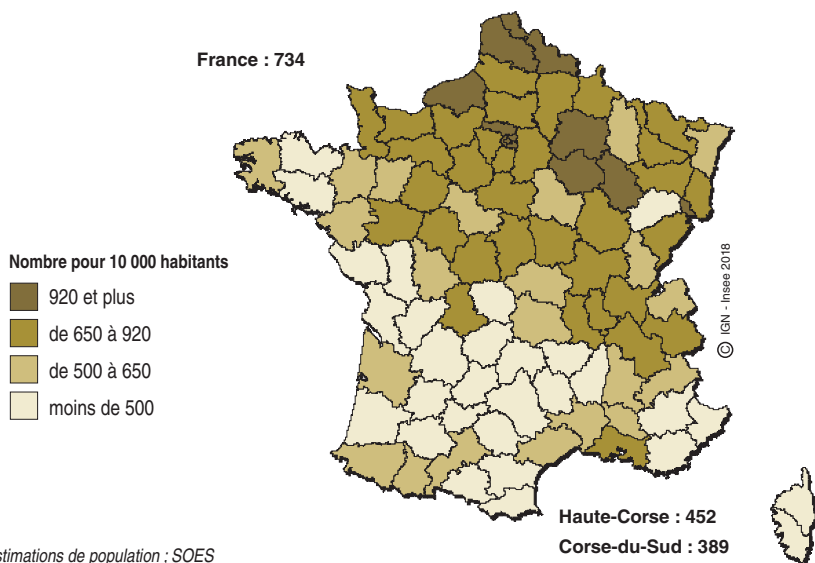 France : 734
Nombre pour 10 000 habitants
920 et plus
de 650 à 920
de 500 à 650
moins de 500
© IGN - Insee 2018
Haute-Corse : 452
Corse-du-Sud : 389
stimations de population ; SOES